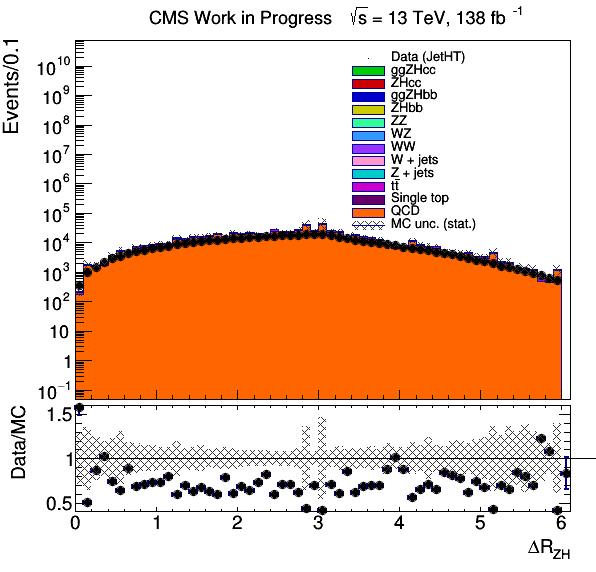 CMS Work in Progress √s = 13 TeV, 138 fb⁻¹
Events/0.1
10¹⁰
10⁹
10⁸
10⁷
10⁶
10⁵
10⁴
10³
10²
10
1
10⁻¹
Data (JetHT)
ggZHcc
ZHcc
ggZHbb
ZHbb
ZZ
WZ
WW
W + jets
Z + jets
tt̄
Single top
QCD
MC unc. (stat.)
Data/MC
1.5
1
0.5
0 1 2 3 4 5 6
ΔR_ZH